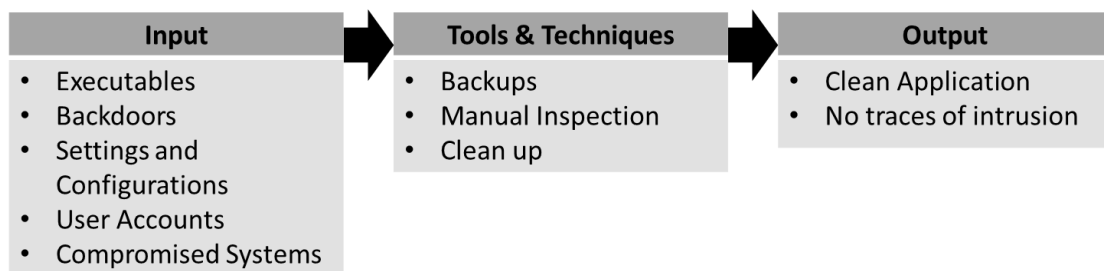 Input
• Executables
• Backdoors
• Settings and
Configurations
• User Accounts
• Compromised Systems
Tools & Techniques
• Backups
• Manual Inspection
• Clean up
Output
• Clean Application
• No traces of intrusion